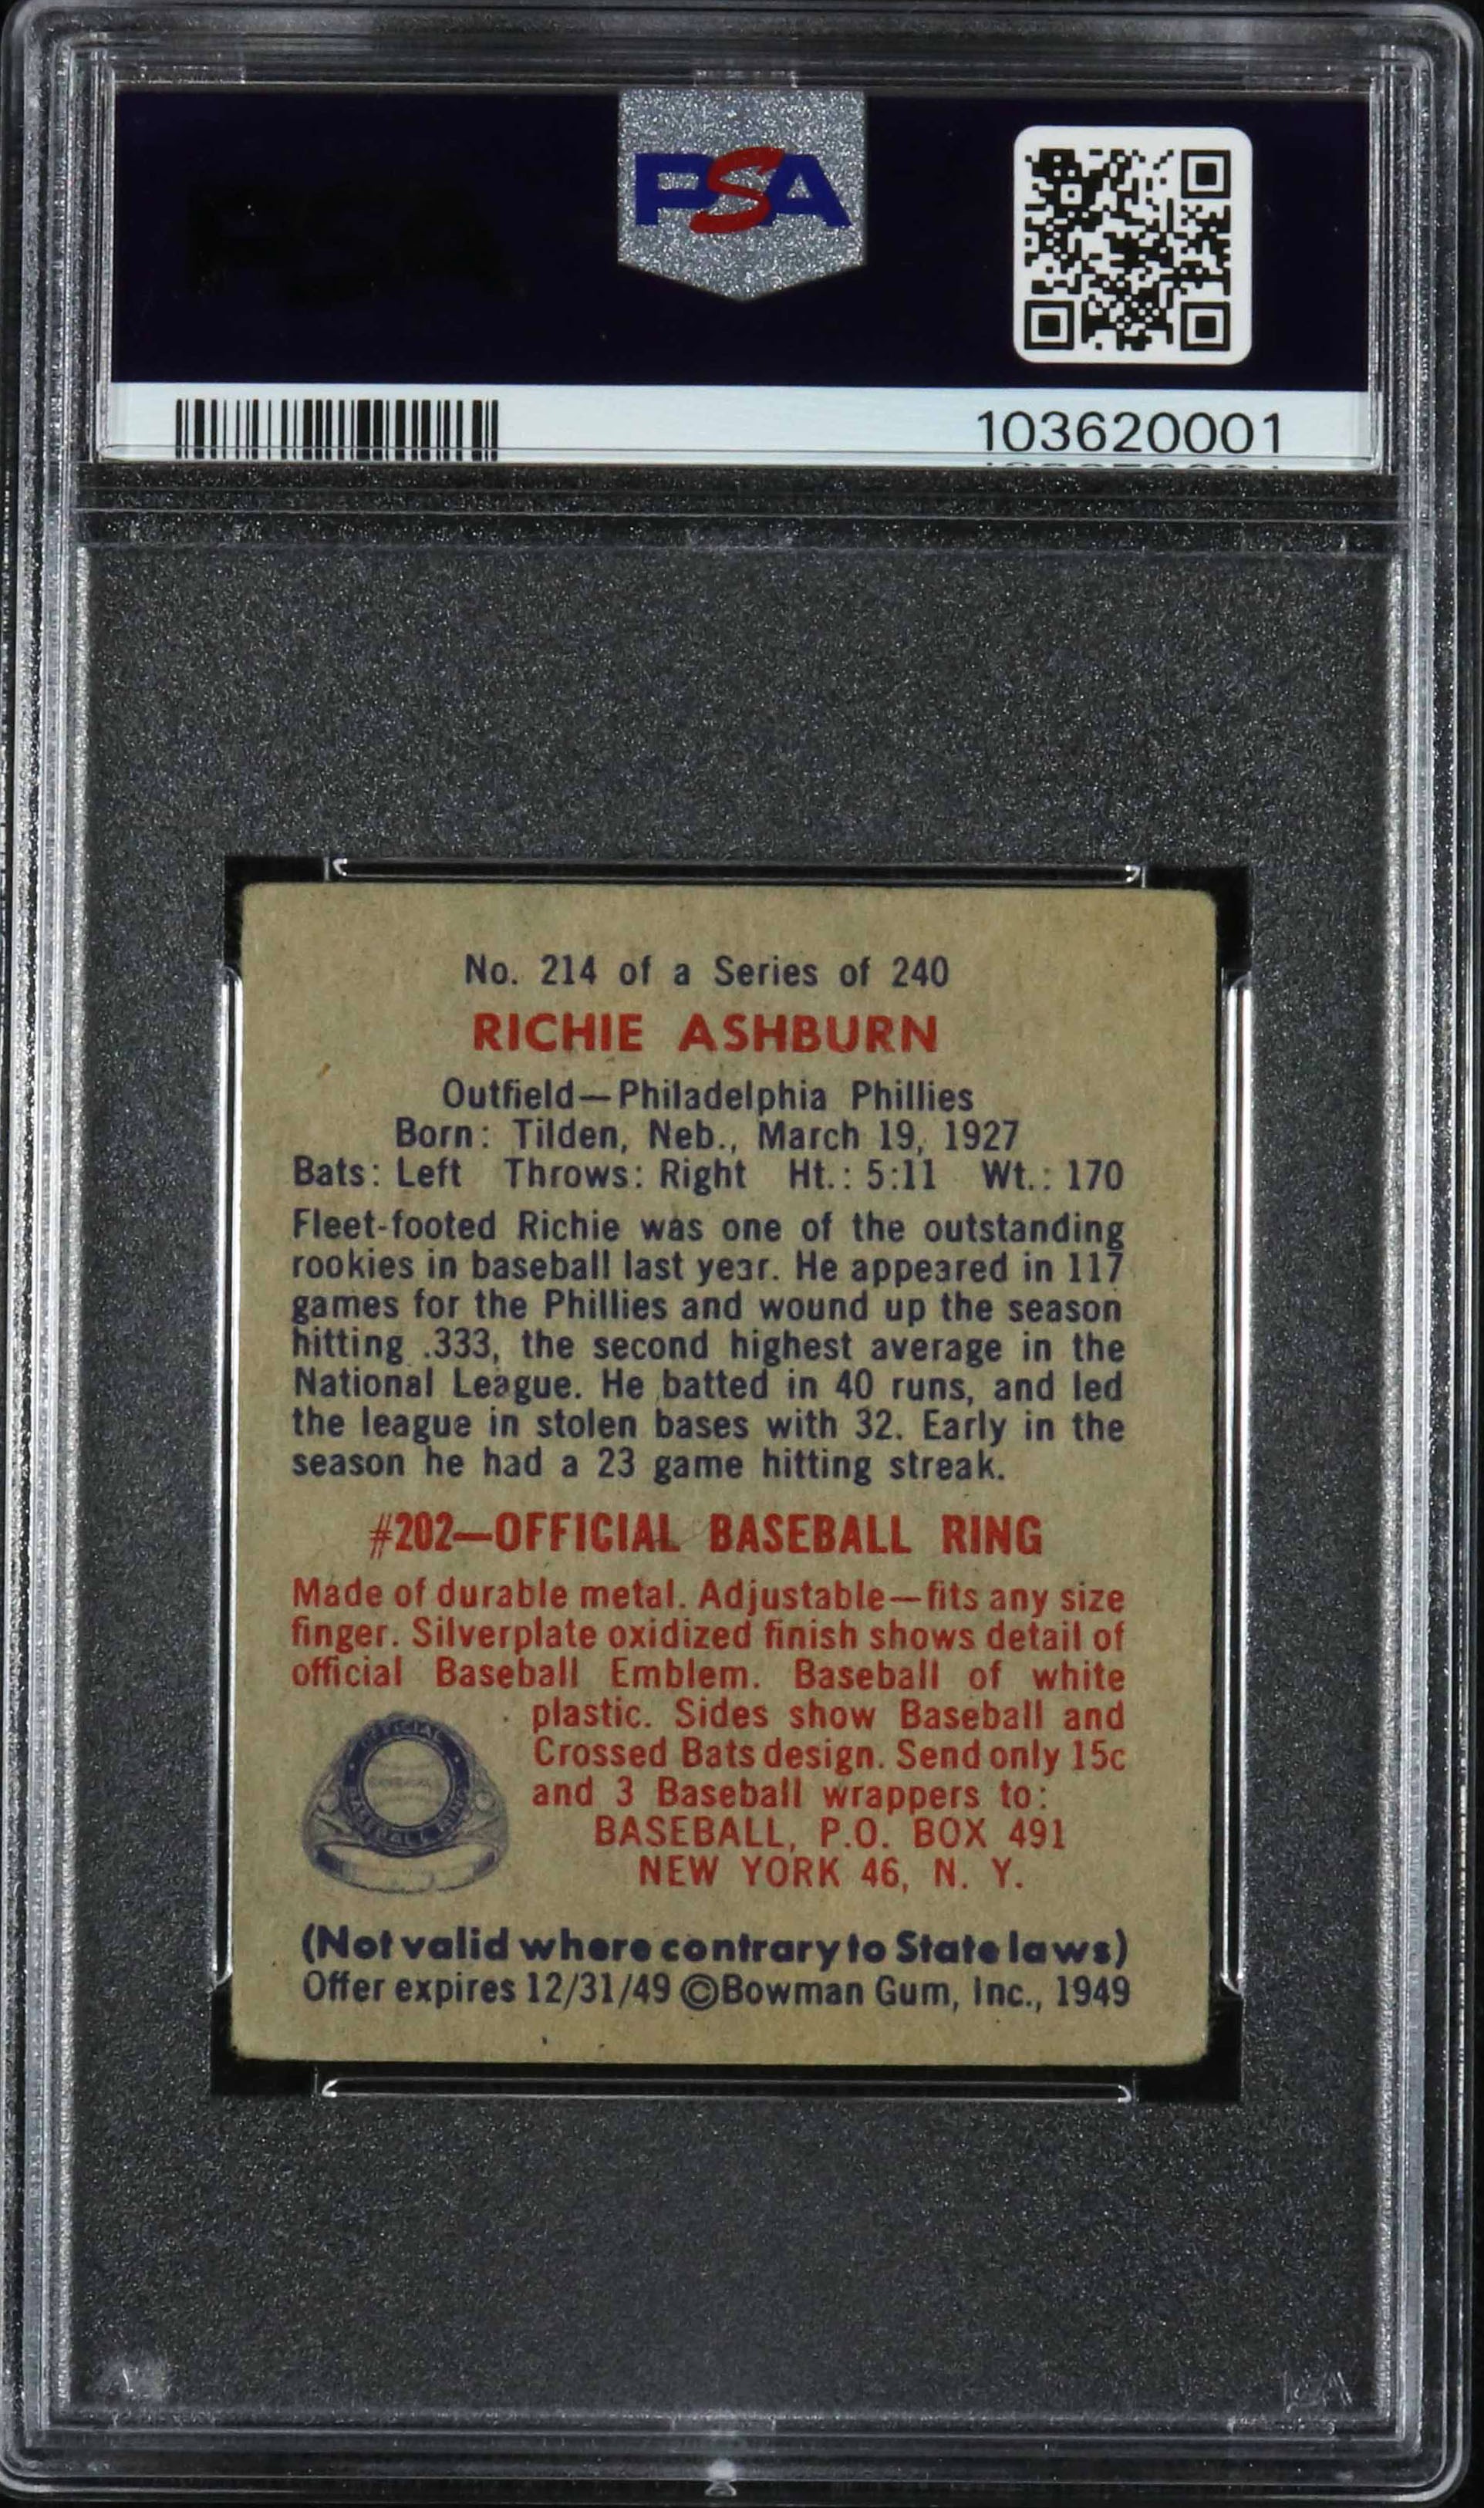 PSA
103620001
No. 214 of a Series of 240
RICHIE ASHBURN
Outfield—Philadelphia Phillies
Born: Tilden, Neb., March 19, 1927
Bats: Left Throws: Right Ht.: 5:11 Wt.: 170
Fleet-footed Richie was one of the outstanding
rookies in baseball last year. He appeared in 117
games for the Phillies and wound up the season
hitting .333, the second highest average in the
National League. He batted in 40 runs, and led
the league in stolen bases with 32. Early in the
season he had a 23 game hitting streak.
#202—OFFICIAL BASEBALL RING
Made of durable metal. Adjustable—fits any size
finger. Silverplate oxidized finish shows detail of
official Baseball Emblem. Baseball of white
plastic. Sides show Baseball and
Crossed Bats design. Send only 15c
and 3 Baseball wrappers to:
BASEBALL, P.O. BOX 491
NEW YORK 46, N. Y.
OFFICIAL
BASEBALL RING
(Not valid where contrary to State laws)
Offer expires 12/31/49 ©Bowman Gum, Inc., 1949